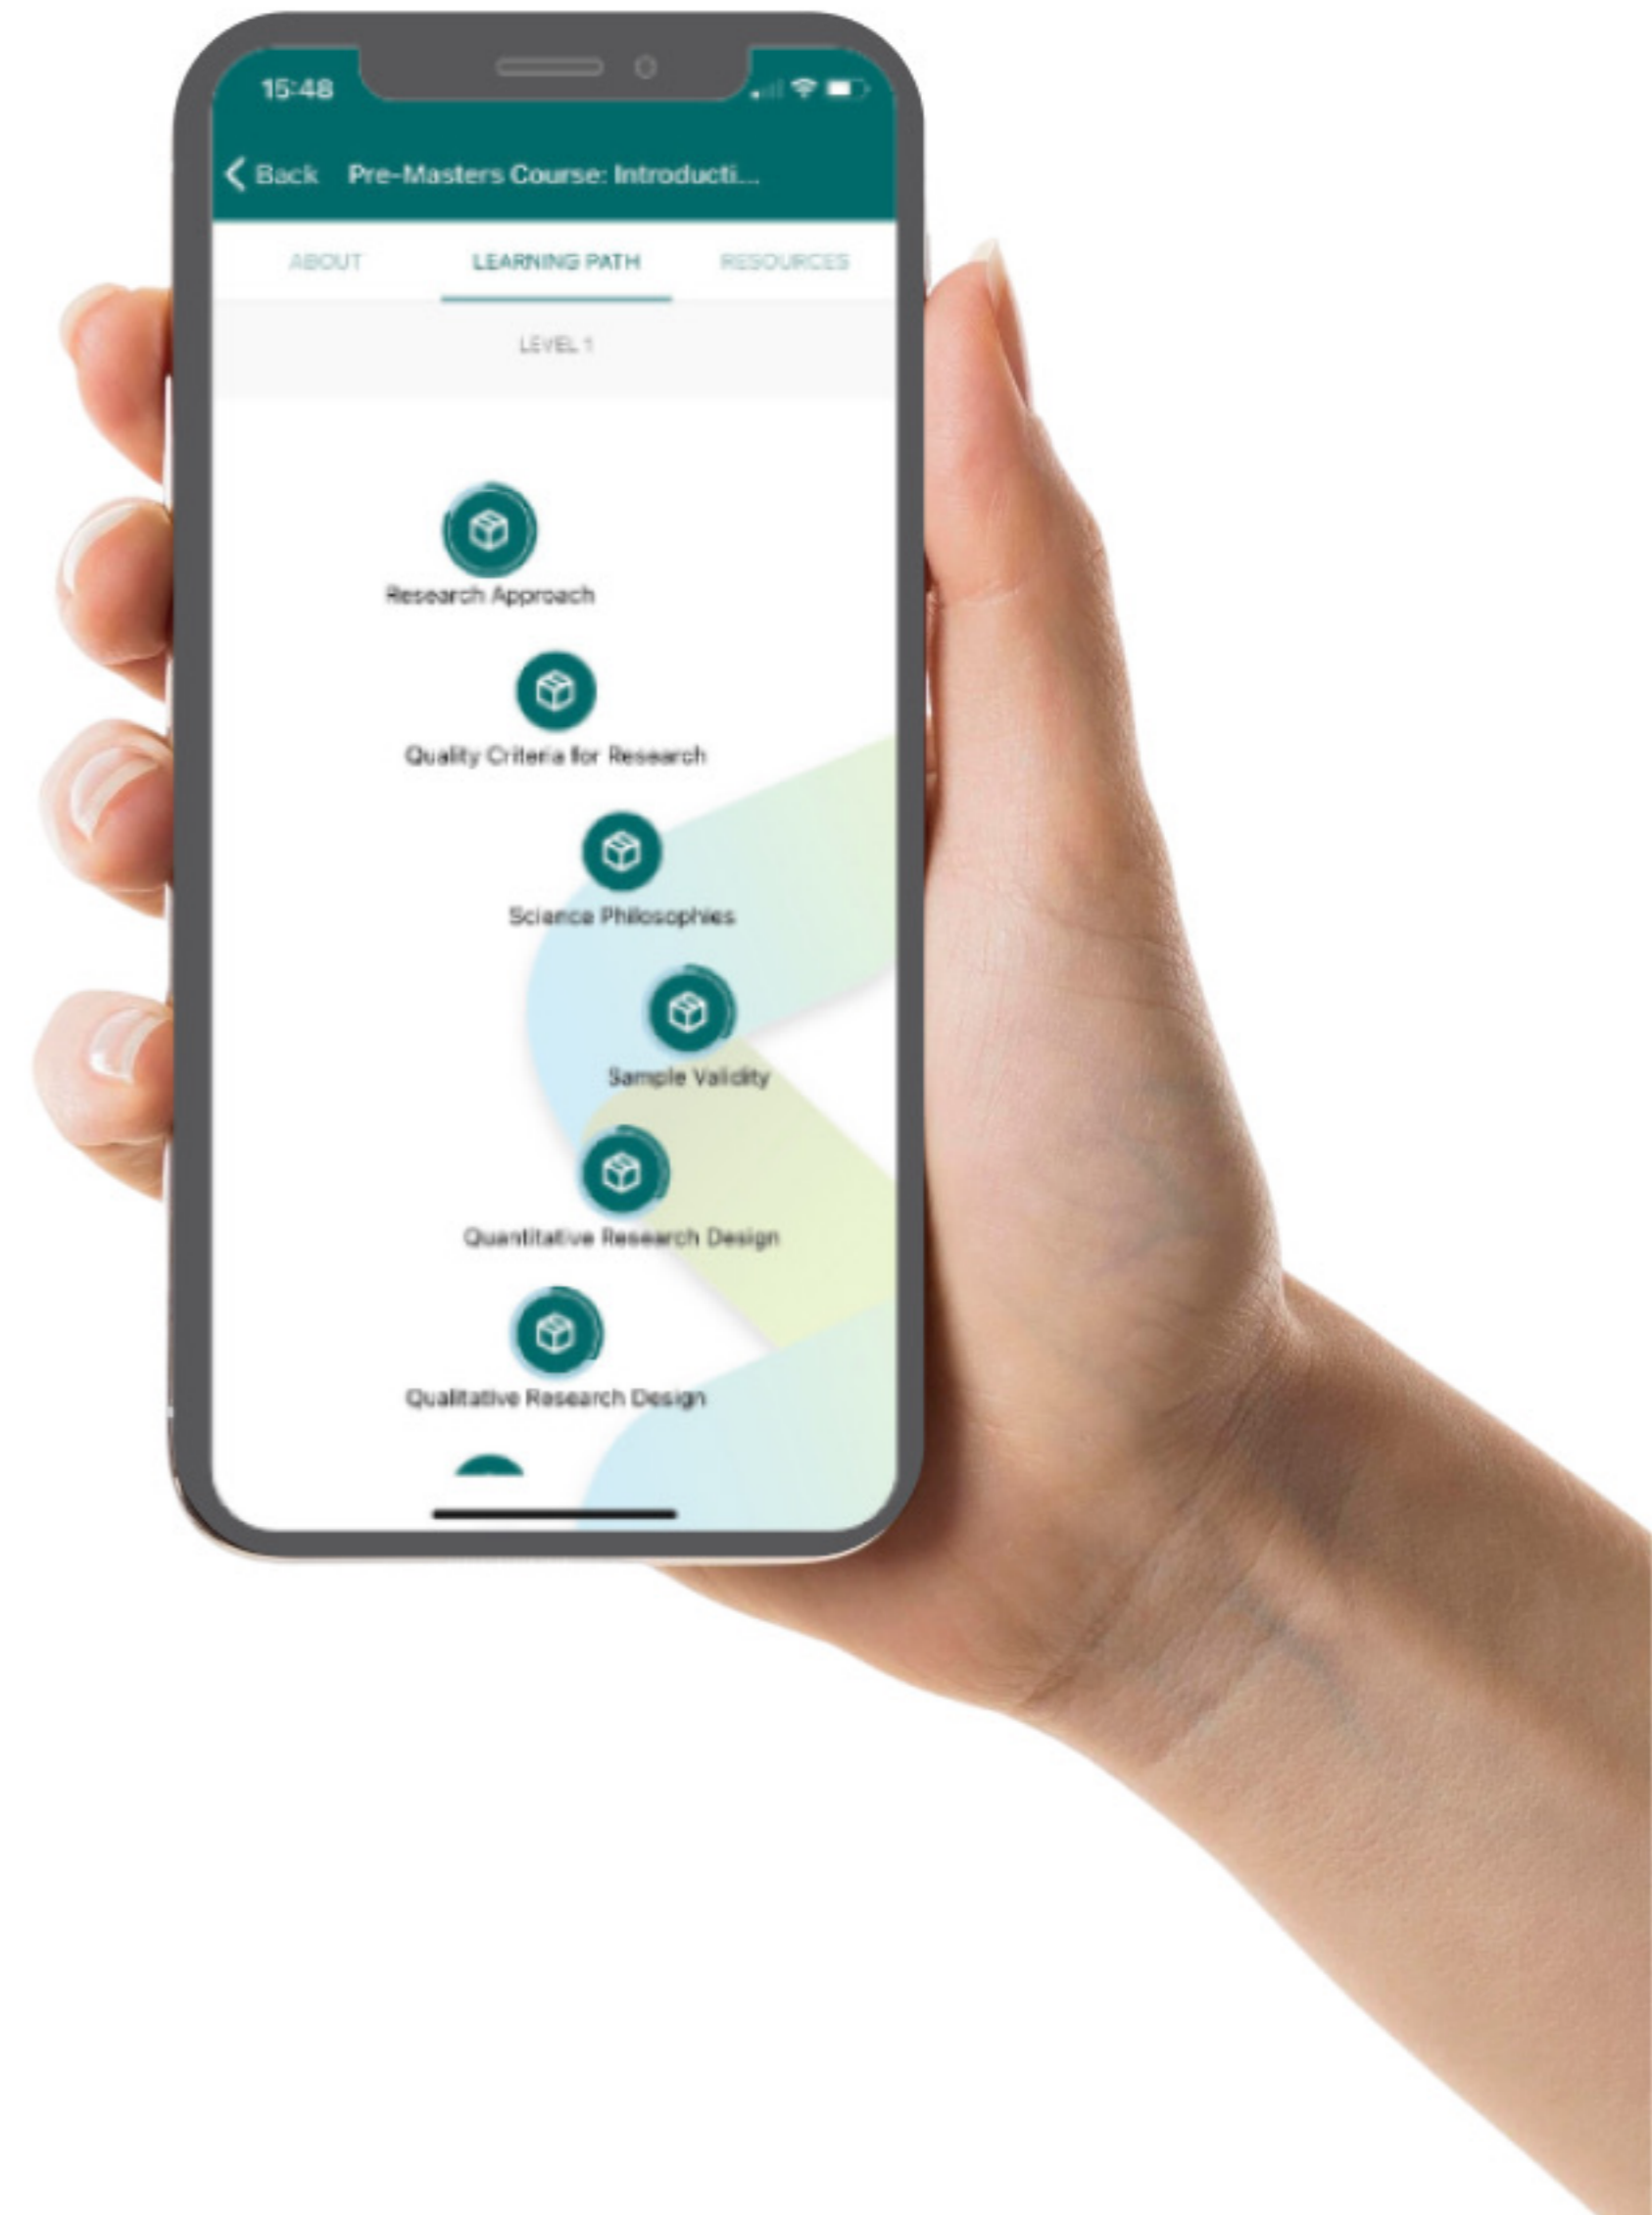 15:48
Back Pre-Masters Course: Introducti...
ABOUT LEARNING PATH RESOURCES
LEVEL 1
Research Approach
Quality Criteria for Research
Science Philosophies
Sample Validity
Quantitative Research Design
Qualitative Research Design